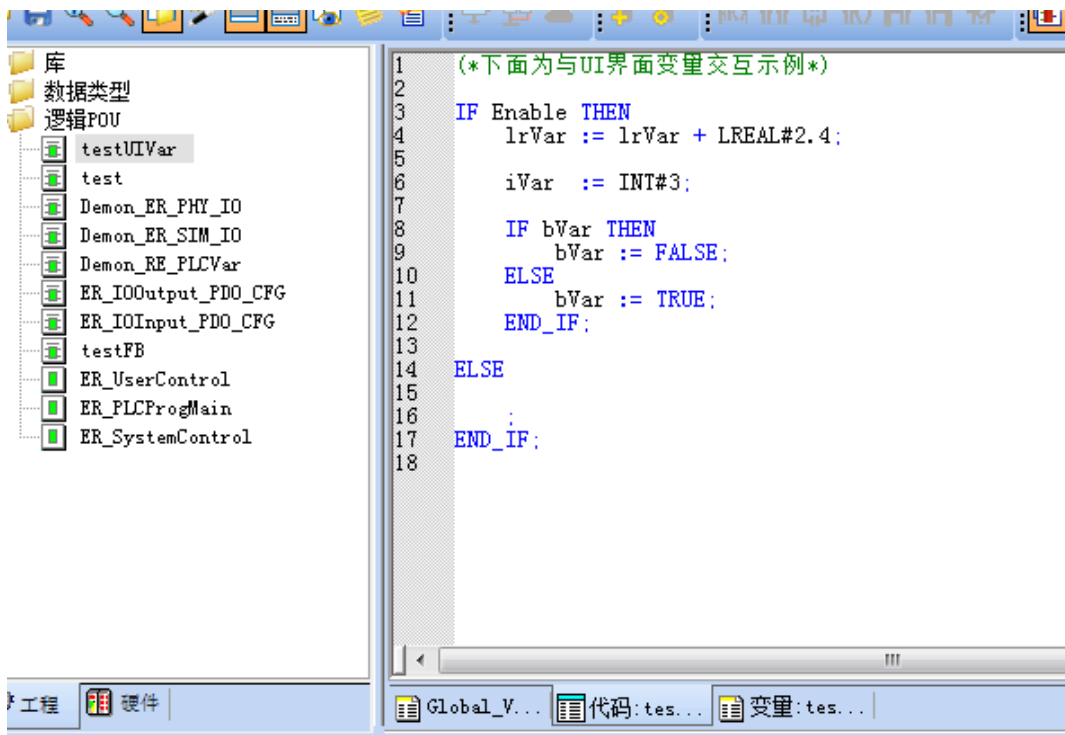 库
数据类型
逻辑POU
testUIVar
test
Demon_ER_PHY_IO
Demon_ER_SIM_IO
Demon_RE_PLCVar
ER_IOOutput_PDO_CFG
ER_IOInput_PDO_CFG
testFB
ER_UserControl
ER_PLCProgMain
ER_SystemControl
工程
硬件
1 (*下面为与UI界面变量交互示例*)
2
3 IF Enable THEN
4 lrVar := lrVar + LREAL#2.4;
5
6 iVar := INT#3;
7
8 IF bVar THEN
9 bVar := FALSE;
10 ELSE
11 bVar := TRUE;
12 END_IF;
13
14 ELSE
15
16 ;
17 END_IF;
18
Global_V...
代码:tes...
变量:tes...